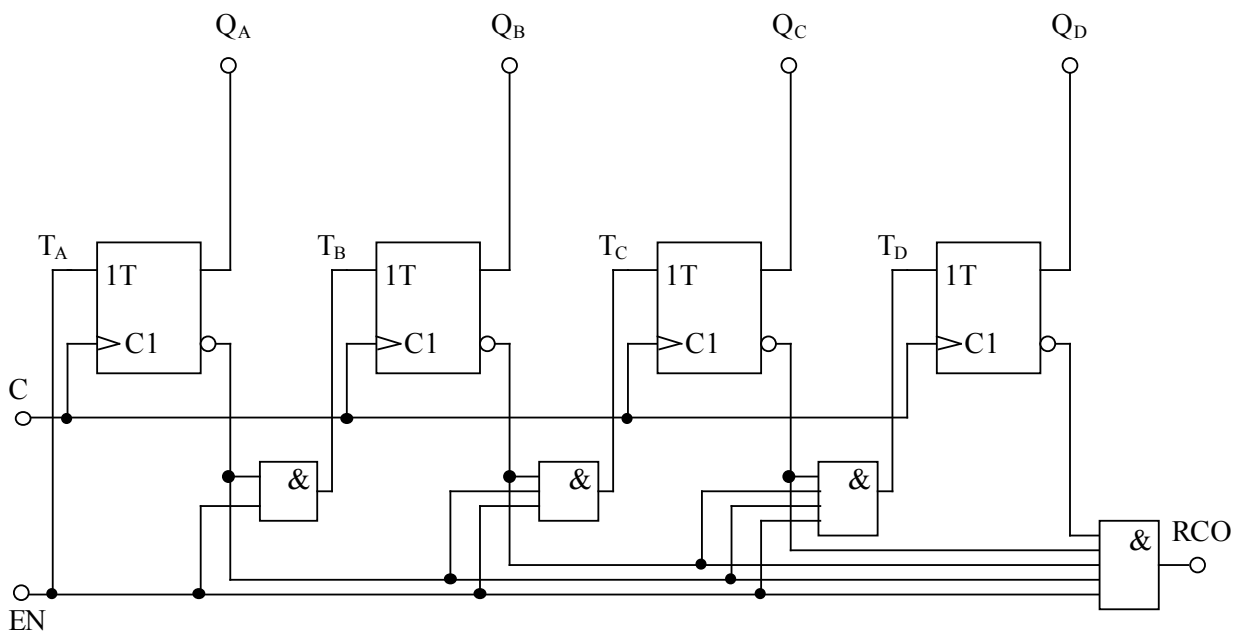 QA QB QC QD
TA TB TC TD
1T 1T 1T 1T
C1 C1 C1 C1
C
& & &
& RCO
EN